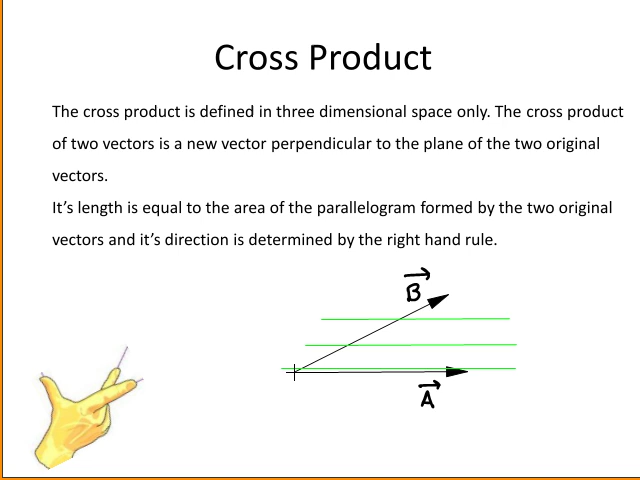 Cross Product
The cross product is defined in three dimensional space only. The cross product
of two vectors is a new vector perpendicular to the plane of the two original
vectors.
It’s length is equal to the area of the parallelogram formed by the two original
vectors and it’s direction is determined by the right hand rule.
B
A